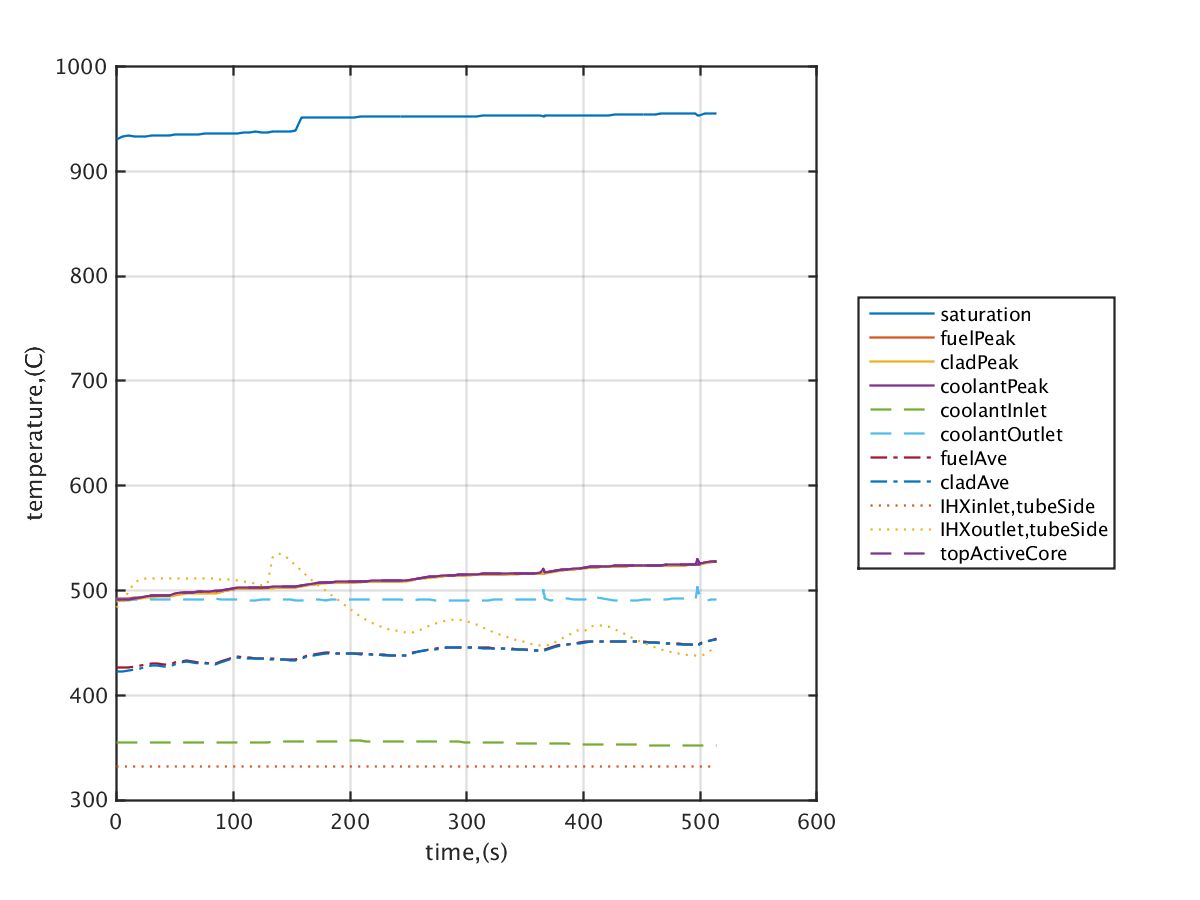 1000
900
800
700
600
500
400
300
0 100 200 300 400 500 600
temperature,(C)
time,(s)
saturation
fuelPeak
cladPeak
coolantPeak
coolantInlet
coolantOutlet
fuelAve
cladAve
IHXinlet,tubeSide
IHXoutlet,tubeSide
topActiveCore